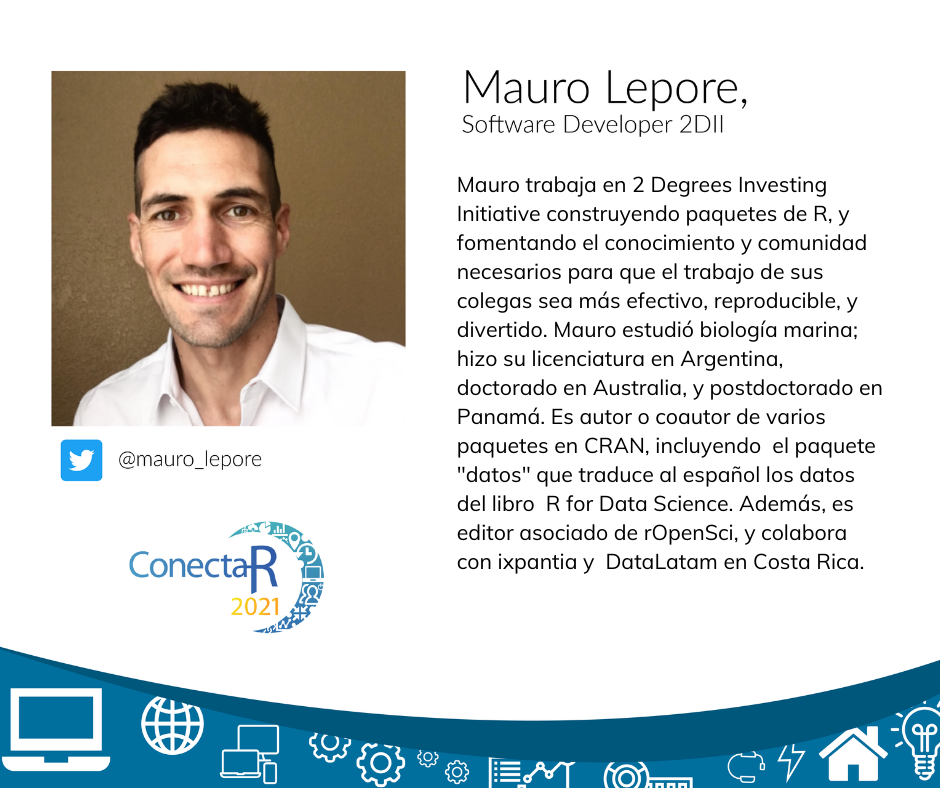 Mauro Lepore,
Software Developer 2DII
Mauro trabaja en 2 Degrees Investing
Initiative construyendo paquetes de R, y
fomentando el conocimiento y comunidad
necesarios para que el trabajo de sus
colegas sea más efectivo, reproducible, y
divertido. Mauro estudió biología marina;
hizo su licenciatura en Argentina,
doctorado en Australia, y postdoctorado en
Panamá. Es autor o coautor de varios
paquetes en CRAN, incluyendo  el paquete
"datos" que traduce al español los datos
del libro  R for Data Science. Además, es
editor asociado de rOpenSci, y colabora
con ixpantia y  DataLatam en Costa Rica.
@mauro_lepore
ConectaR
2021